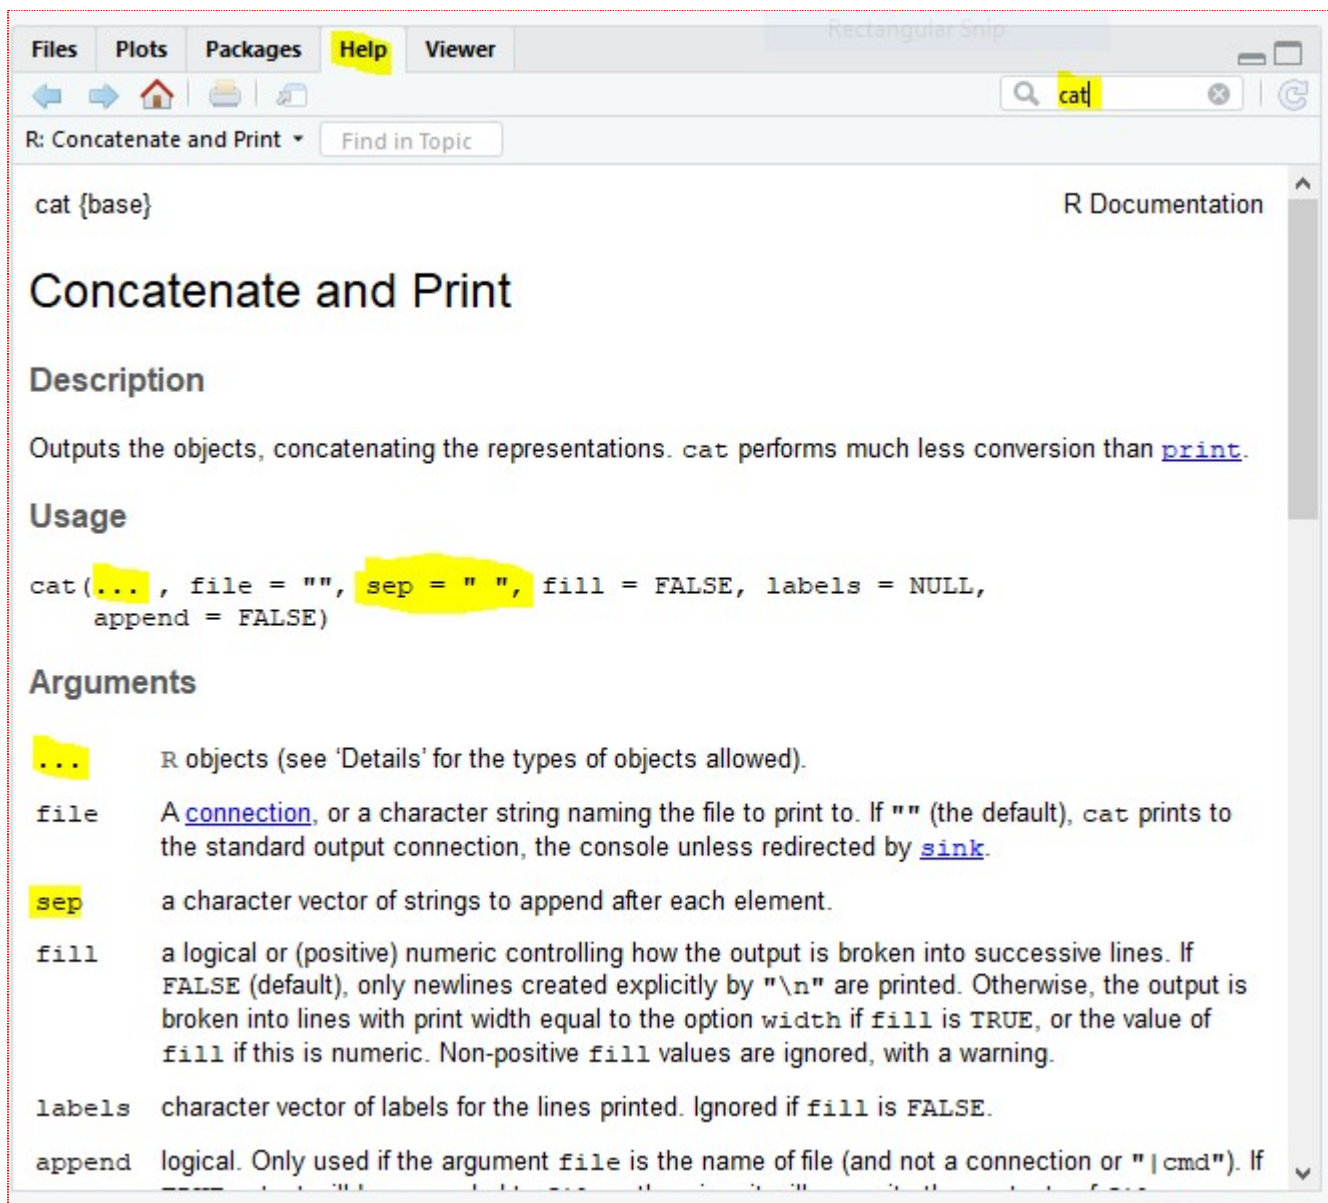 Rectangular Snip
Files Plots Packages Help Viewer
cat
R: Concatenate and Print Find in Topic
cat {base} R Documentation
Concatenate and Print
Description
Outputs the objects, concatenating the representations. cat performs much less conversion than print.
Usage
cat(... , file = "", sep = " ", fill = FALSE, labels = NULL,
append = FALSE)
Arguments
... R objects (see ‘Details’ for the types of objects allowed).
file A connection, or a character string naming the file to print to. If "" (the default), cat prints to
the standard output connection, the console unless redirected by sink.
sep a character vector of strings to append after each element.
fill a logical or (positive) numeric controlling how the output is broken into successive lines. If
FALSE (default), only newlines created explicitly by "\n" are printed. Otherwise, the output is
broken into lines with print width equal to the option width if fill is TRUE, or the value of
fill if this is numeric. Non-positive fill values are ignored, with a warning.
labels character vector of labels for the lines printed. Ignored if fill is FALSE.
append logical. Only used if the argument file is the name of file (and not a connection or "|cmd"). If